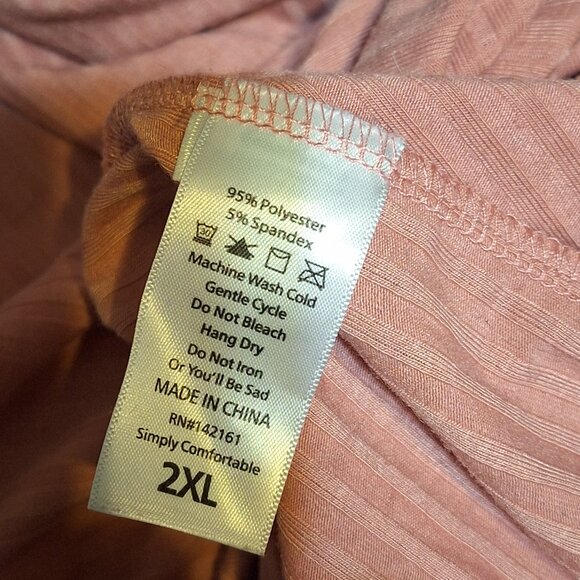 95% Polyester
5% Spandex
30
Machine Wash Cold
Gentle Cycle
Do Not Bleach
Hang Dry
Do Not Iron
Or You'll Be Sad
MADE IN CHINA
RN#142161
Simply Comfortable
2XL